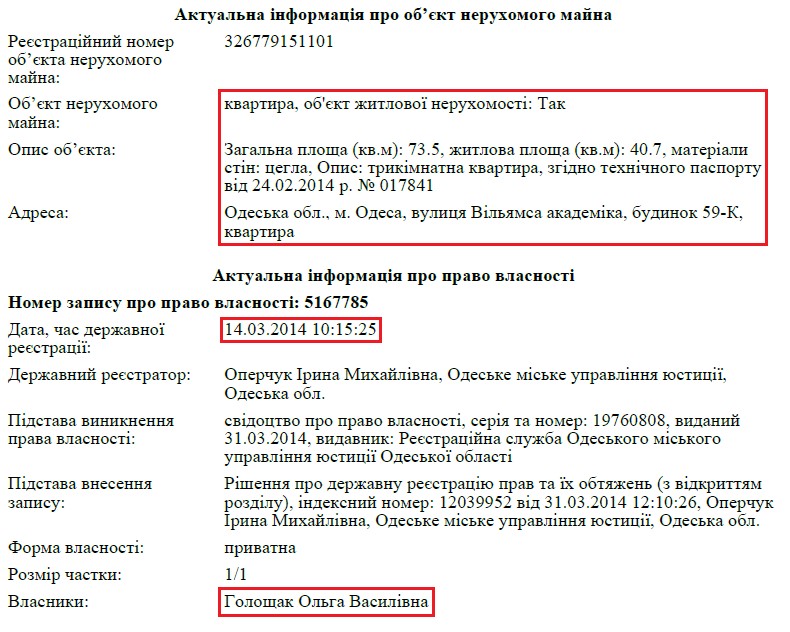 Актуальна інформація про об’єкт нерухомого майна
Реєстраційний номер об’єкта нерухомого майна: 326779151101
Об’єкт нерухомого майна: квартира, об'єкт житлової нерухомості: Так
Опис об’єкта: Загальна площа (кв.м): 73.5, житлова площа (кв.м): 40.7, матеріали
стін: цегла, Опис: трикімнатна квартира, згідно технічного паспорту
від 24.02.2014 р. № 017841
Адреса: Одеська обл., м. Одеса, вулиця Вільямса академіка, будинок 59-К,
квартира
Актуальна інформація про право власності
Номер запису про право власності: 5167785
Дата, час державної реєстрації: 14.03.2014 10:15:25
Державний реєстратор: Оперчук Ірина Михайлівна, Одеське міське управління юстиції,
Одеська обл.
Підстава виникнення права власності: свідоцтво про право власності, серія та номер: 19760808, виданий
31.03.2014, видавник: Реєстраційна служба Одеського міського
управління юстиції Одеської області
Підстава внесення запису: Рішення про державну реєстрацію прав та їх обтяжень (з відкриттям
розділу), індексний номер: 12039952 від 31.03.2014 12:10:26, Оперчук
Ірина Михайлівна, Одеське міське управління юстиції, Одеська обл.
Форма власності: приватна
Розмір частки: 1/1
Власники: Голощак Ольга Василівна